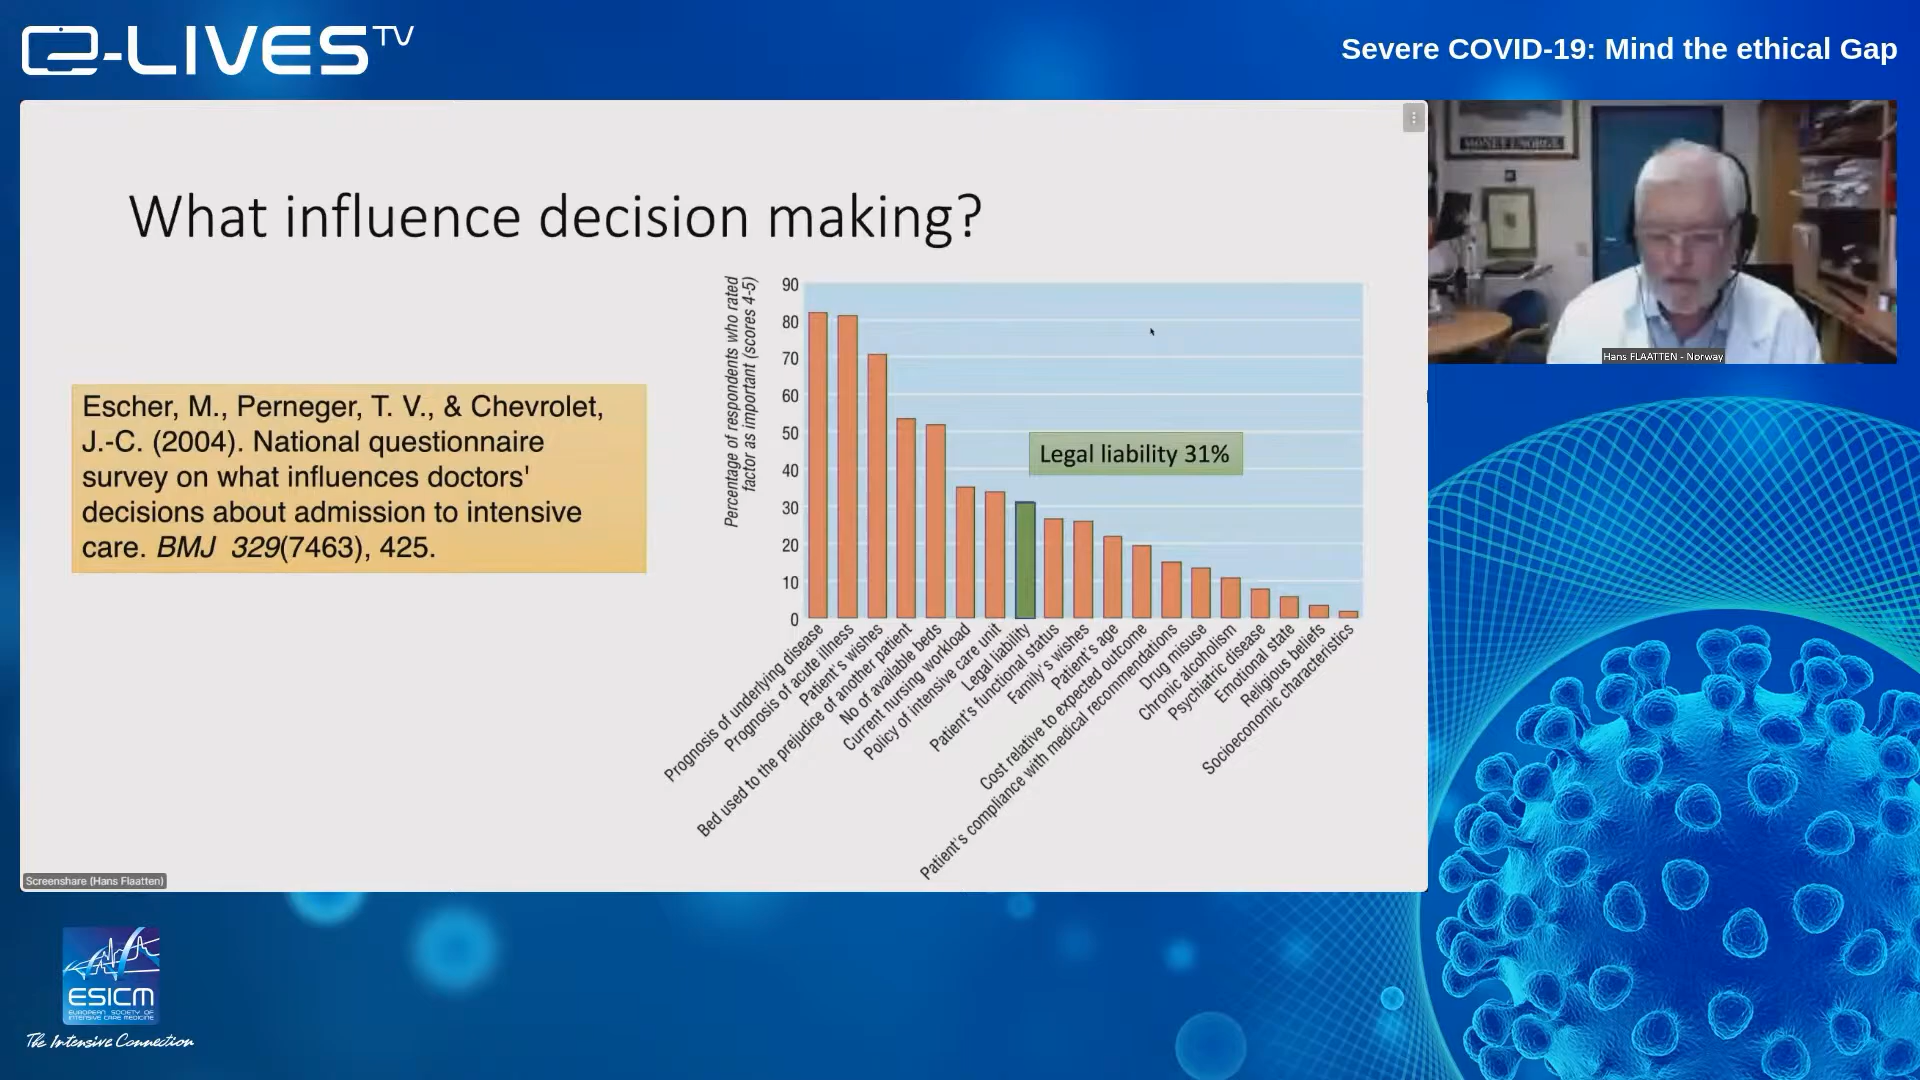 e-LIVES TV
Severe COVID-19: Mind the ethical Gap
What influence decision making?
Escher, M., Perneger, T. V., & Chevrolet,
J.-C. (2004). National questionnaire
survey on what influences doctors'
decisions about admission to intensive
care. BMJ 329(7463), 425.
Percentage of respondents who rated
factor as important (scores 4-5)
90
80
70
60
50
40
30
20
10
0
Legal liability 31%
Prognosis of underlying disease
Prognosis of acute illness
Patient's wishes
Bed used to the prejudice of another patient
No of available beds
Current nursing workload
Policy of intensive care unit
Legal liability
Patient's functional status
Family's wishes
Patient's age
Cost relative to expected outcome
Patient's compliance with medical recommendations
Drug misuse
Chronic alcoholism
Psychiatric disease
Emotional state
Religious beliefs
Socioeconomic characteristics
Hans FLAATTEN - Norway
Screenshare (Hans Flaatten)
ESICM
EUROPEAN SOCIETY OF
INTENSIVE CARE MEDICINE
The Intensive Connection